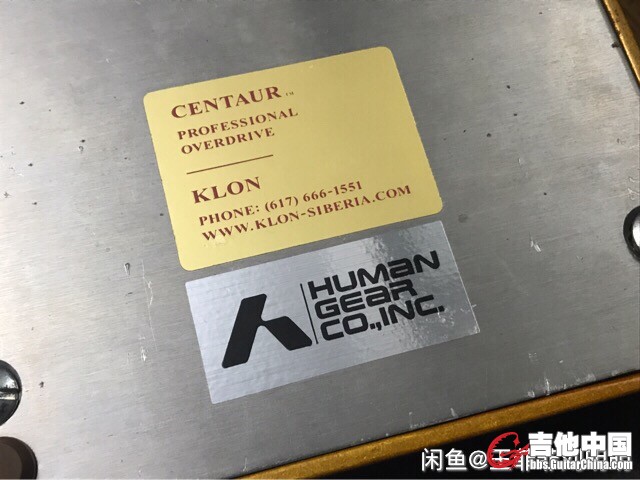 CENTAUR™
PROFESSIONAL
OVERDRIVE
KLON
PHONE: (617) 666-1551
WWW.KLON-SIBERIA.COM
HUMAN
GEAR
CO.,INC.
吉他中国
闲鱼@王
bbs.GuitarChina.com